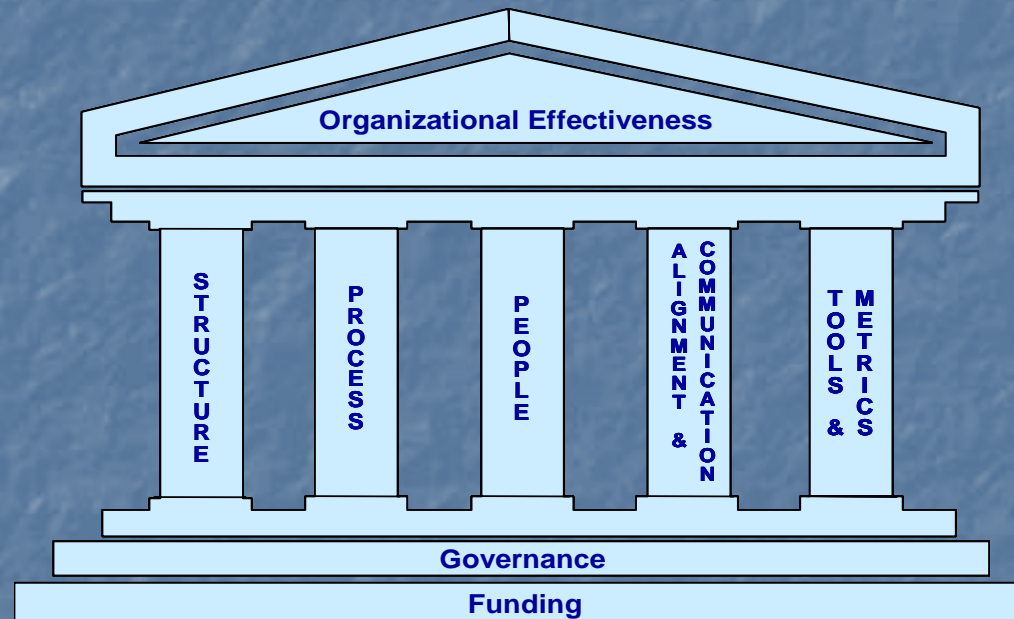 Organizational Effectiveness
STRUCTURE
PROCESS
PEOPLE
ALIGNMENT &
COMMUNICATION
TOOLS &
METRICS
Governance
Funding